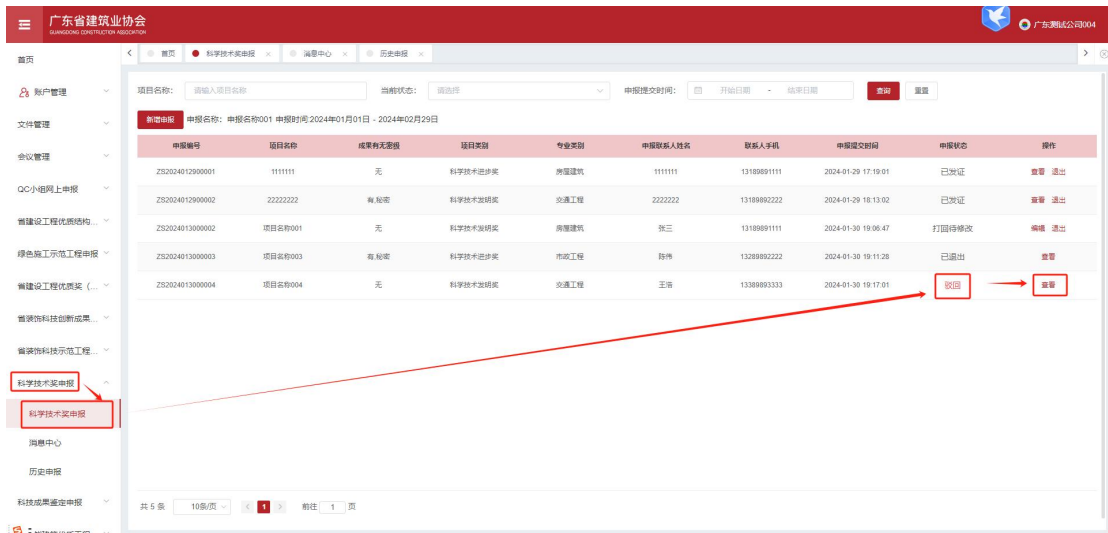 广东省建筑业协会
GUANGDONG CONSTRUCTION ASSOCIATION
广东测试公司004
首页
科学技术奖申报 ×
消息中心 ×
历史申报 ×
首页
账户管理
文件管理
会议管理
QC小组网上申报
省建设工程优质结构...
绿色施工示范工程申报
省建设工程优质奖（...
省装饰科技创新成果...
省装饰科技示范工程...
科学技术奖申报
科学技术奖申报
消息中心
历史申报
科技成果鉴定申报
项目名称： 请输入项目名称 当前状态： 请选择 申报提交时间： 开始日期 - 结束日期 查询 重置
新增申报 申报名称：申报名称001 申报时间:2024年01月01日 - 2024年02月29日
申报编号 项目名称 成果有无密级 项目类别 专业类别 申报联系人姓名 联系人手机 申报提交时间 申报状态 操作
ZS2024012900001 1111111 无 科学技术进步奖 房屋建筑 1111111 13189891111 2024-01-29 17:19:01 已发证 查看 退出
ZS2024012900002 22222222 有,秘密 科学技术发明奖 交通工程 2222222 13189892222 2024-01-29 18:13:02 已发证 查看 退出
ZS2024013000002 项目名称001 无 科学技术发明奖 房屋建筑 张三 13189891111 2024-01-30 19:06:47 打回待修改 编辑 退出
ZS2024013000003 项目名称003 有,秘密 科学技术进步奖 市政工程 陈伟 13289892222 2024-01-30 19:11:28 已退出 查看
ZS2024013000004 项目名称004 无 科学技术发明奖 交通工程 王浩 13389893333 2024-01-30 19:17:01 驳回 查看
共 5 条 10条/页 < 1 > 前往 1 页